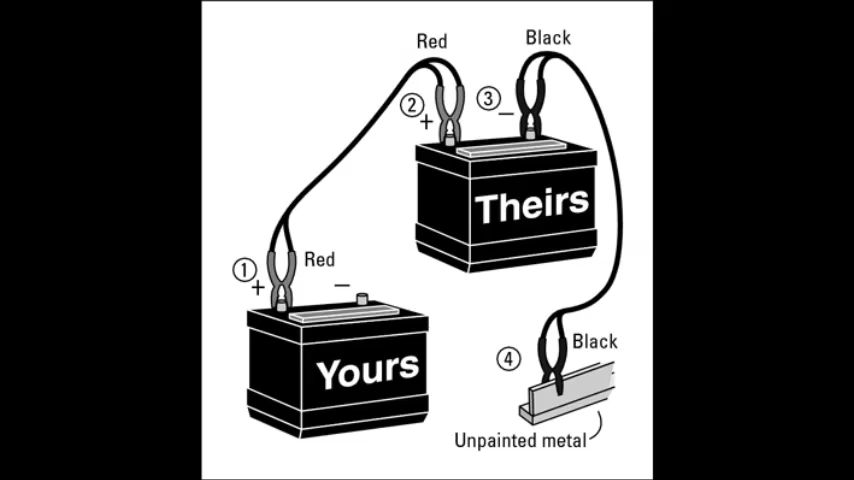 Red
Black
② + ③ −
Theirs
① + Red −
Yours
④ Black
Unpainted metal